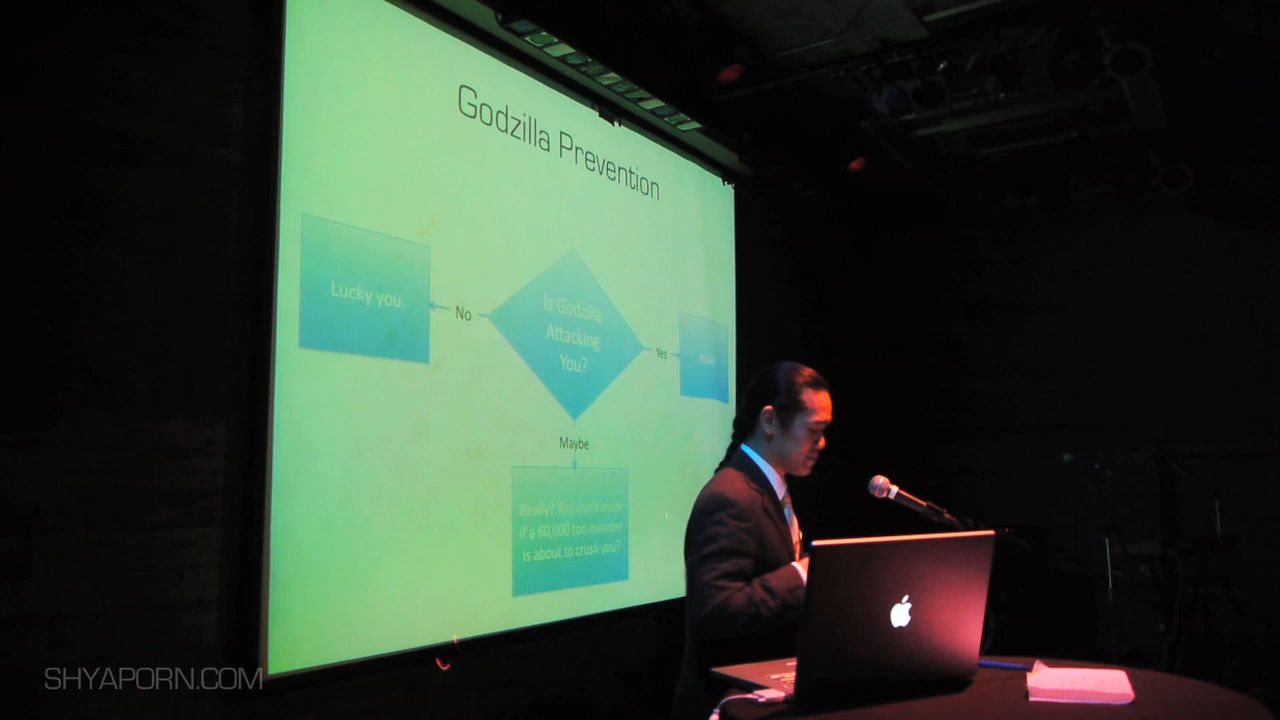 Godzilla Prevention
Lucky you.
No
Is Godzilla
Attacking
You?
Yes
Maybe
Really? You don't know
if a 60,000 ton monster
is about to crush you?
SHYAPORN.COM